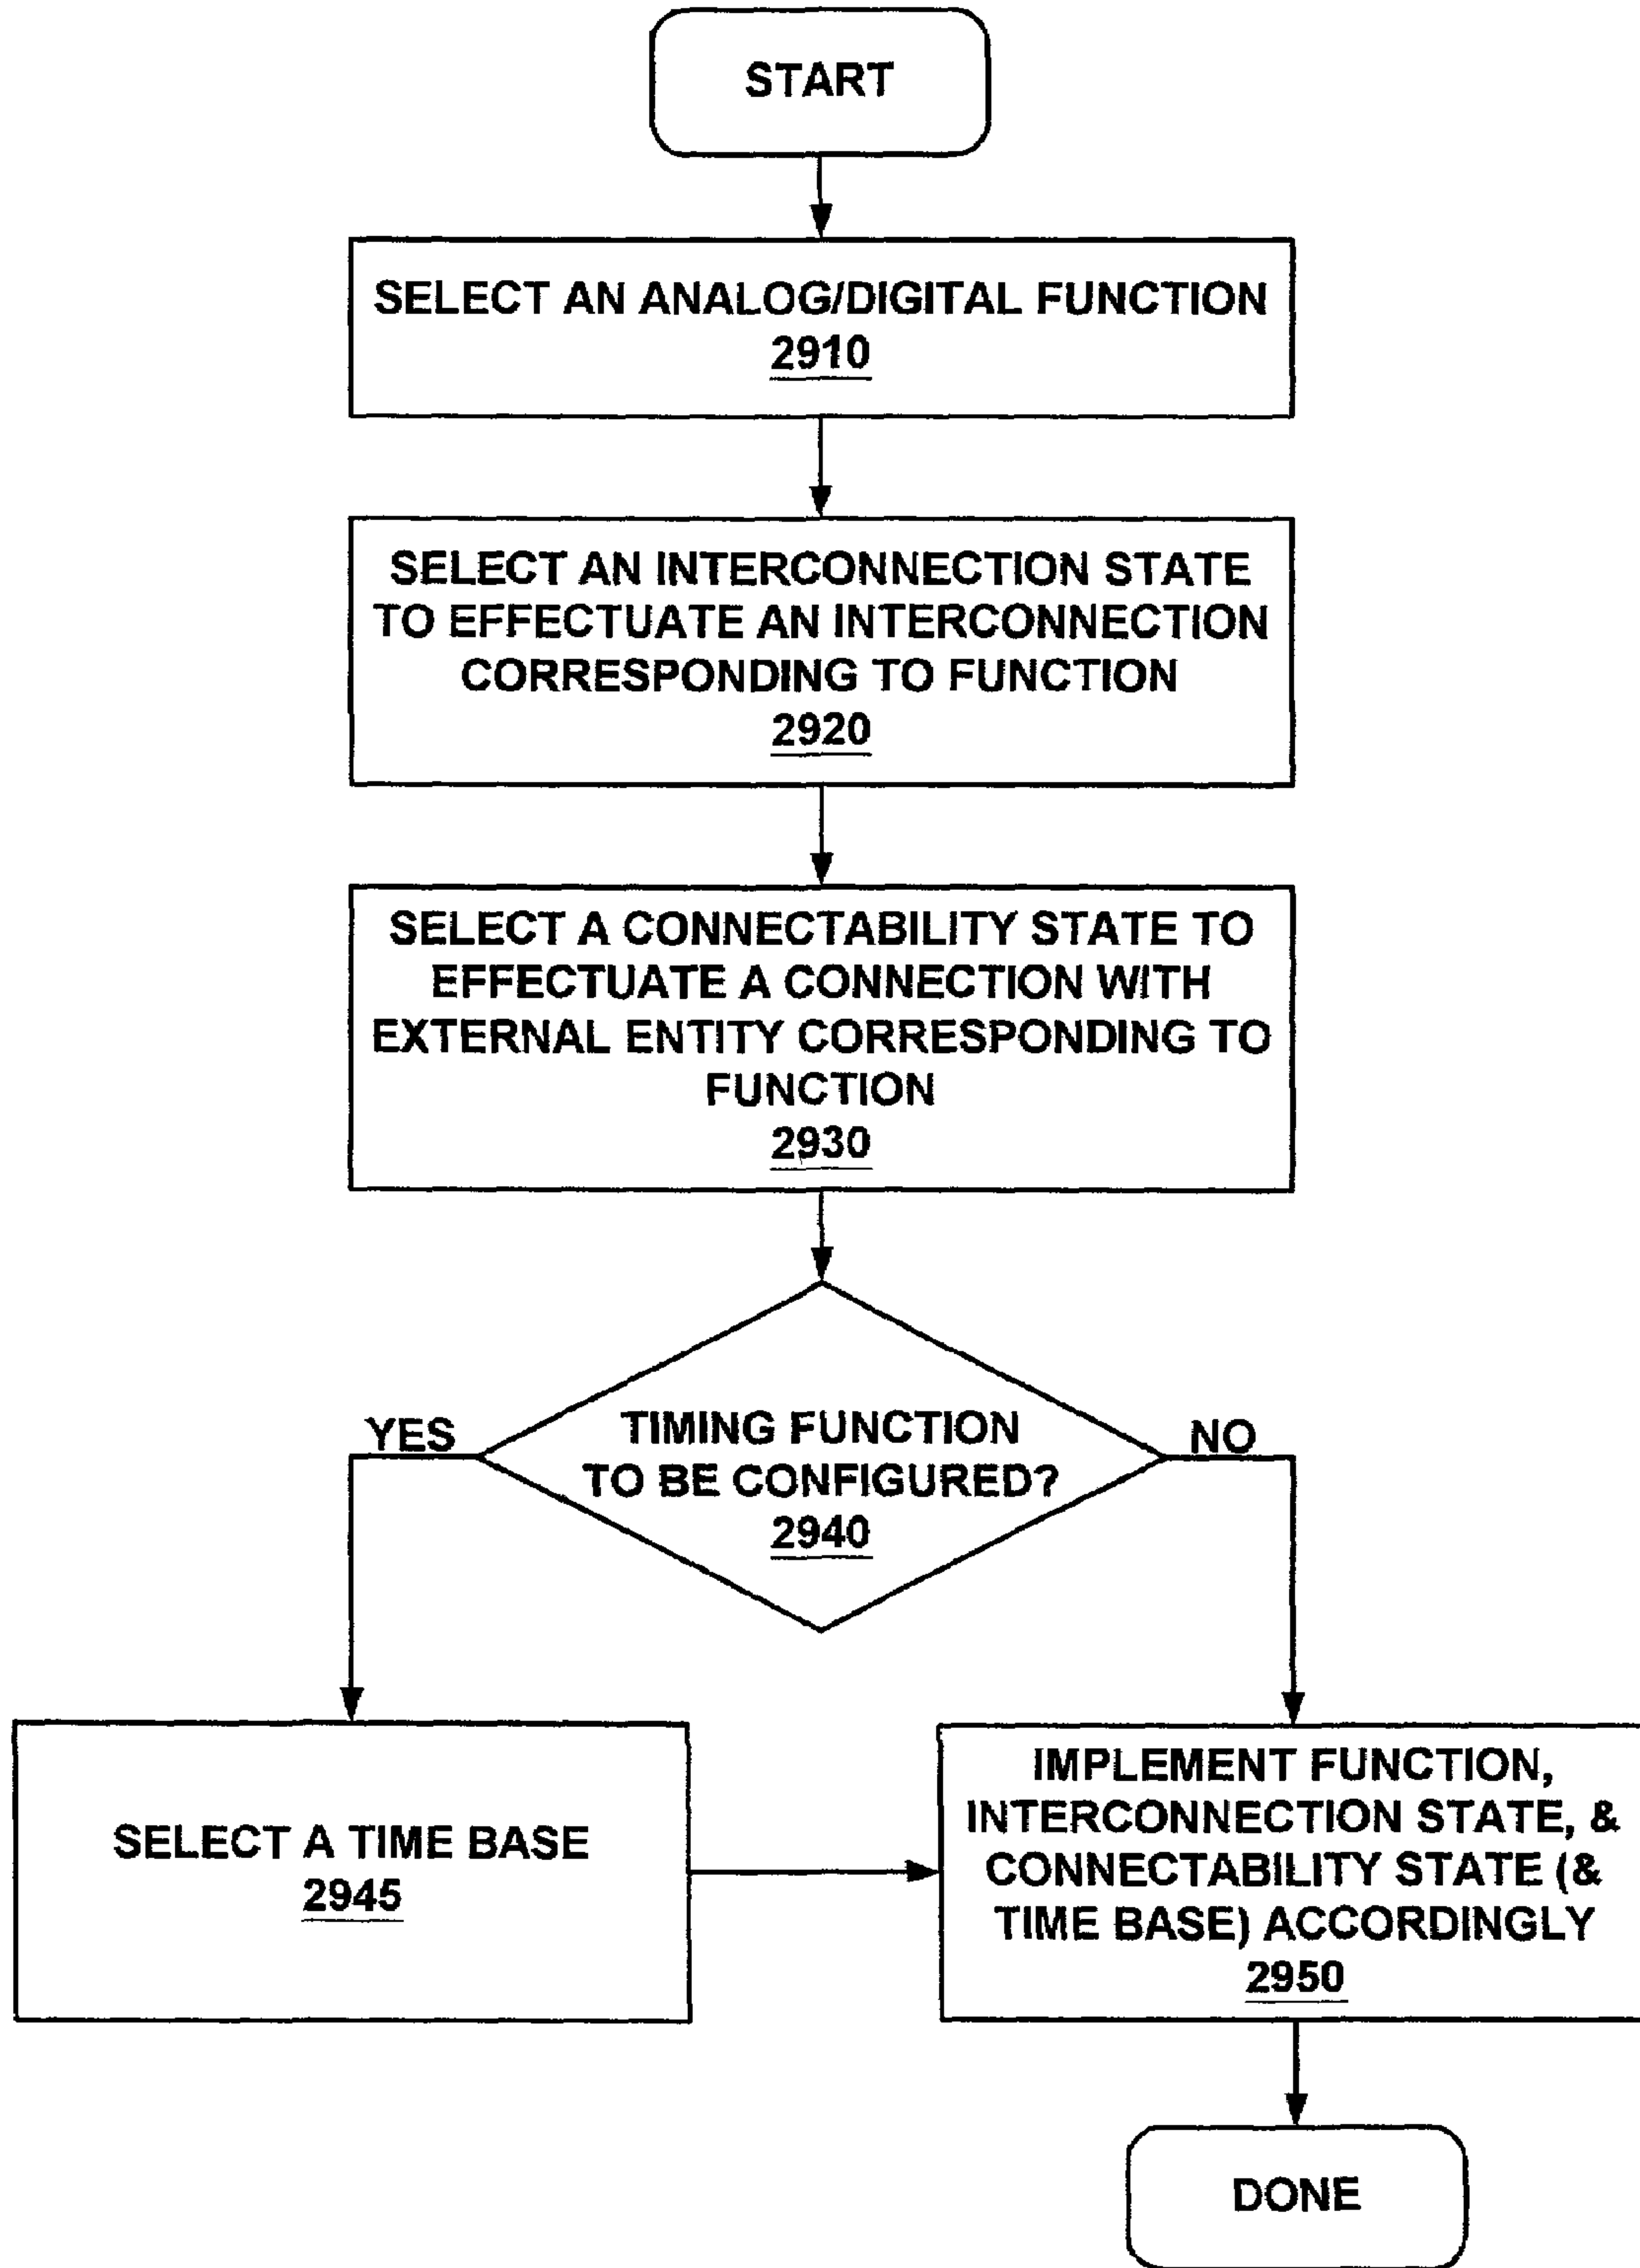 START
SELECT AN ANALOG/DIGITAL FUNCTION
2910
SELECT AN INTERCONNECTION STATE
TO EFFECTUATE AN INTERCONNECTION
CORRESPONDING TO FUNCTION
2920
SELECT A CONNECTABILITY STATE TO
EFFECTUATE A CONNECTION WITH
EXTERNAL ENTITY CORRESPONDING TO
FUNCTION
2930
YES
TIMING FUNCTION
TO BE CONFIGURED?
2940
NO
SELECT A TIME BASE
2945
IMPLEMENT FUNCTION,
INTERCONNECTION STATE, &
CONNECTABILITY STATE (&
TIME BASE) ACCORDINGLY
2950
DONE